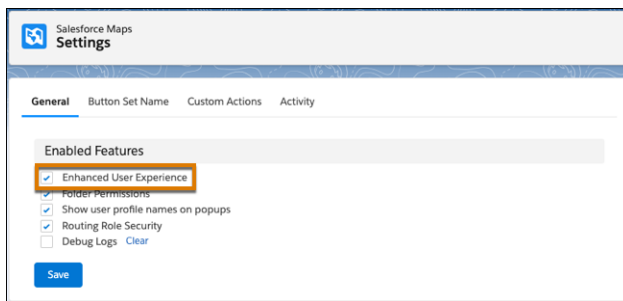 Salesforce Maps
Settings
General Button Set Name Custom Actions Activity
Enabled Features
Enhanced User Experience
Folder Permissions
Show user profile names on popups
Routing Role Security
Debug Logs Clear
Save